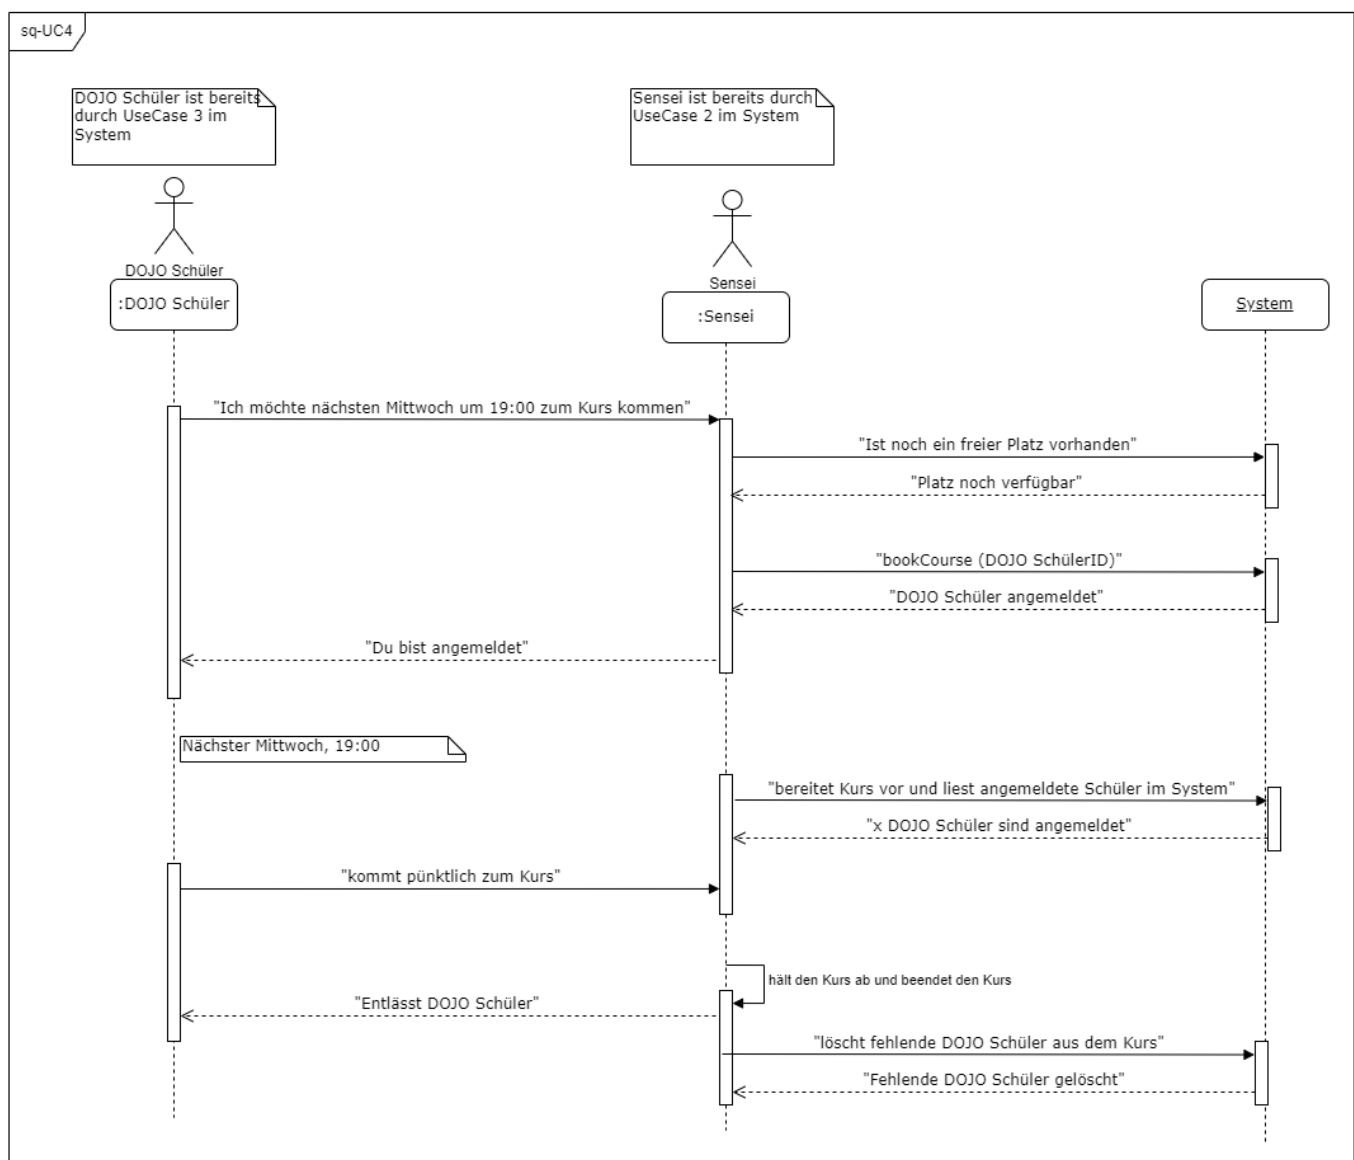 sq-UC4
DOJO Schüler ist bereits
durch UseCase 3 im
System
Sensei ist bereits durch
UseCase 2 im System
DOJO Schüler
:DOJO Schüler
Sensei
:Sensei
System
"Ich möchte nächsten Mittwoch um 19:00 zum Kurs kommen"
"Ist noch ein freier Platz vorhanden"
"Platz noch verfügbar"
"bookCourse (DOJO SchülerID)"
"DOJO Schüler angemeldet"
"Du bist angemeldet"
Nächster Mittwoch, 19:00
"bereitet Kurs vor und liest angemeldete Schüler im System"
"x DOJO Schüler sind angemeldet"
"kommt pünktlich zum Kurs"
hält den Kurs ab und beendet den Kurs
"Entlässt DOJO Schüler"
"löscht fehlende DOJO Schüler aus dem Kurs"
"Fehlende DOJO Schüler gelöscht"